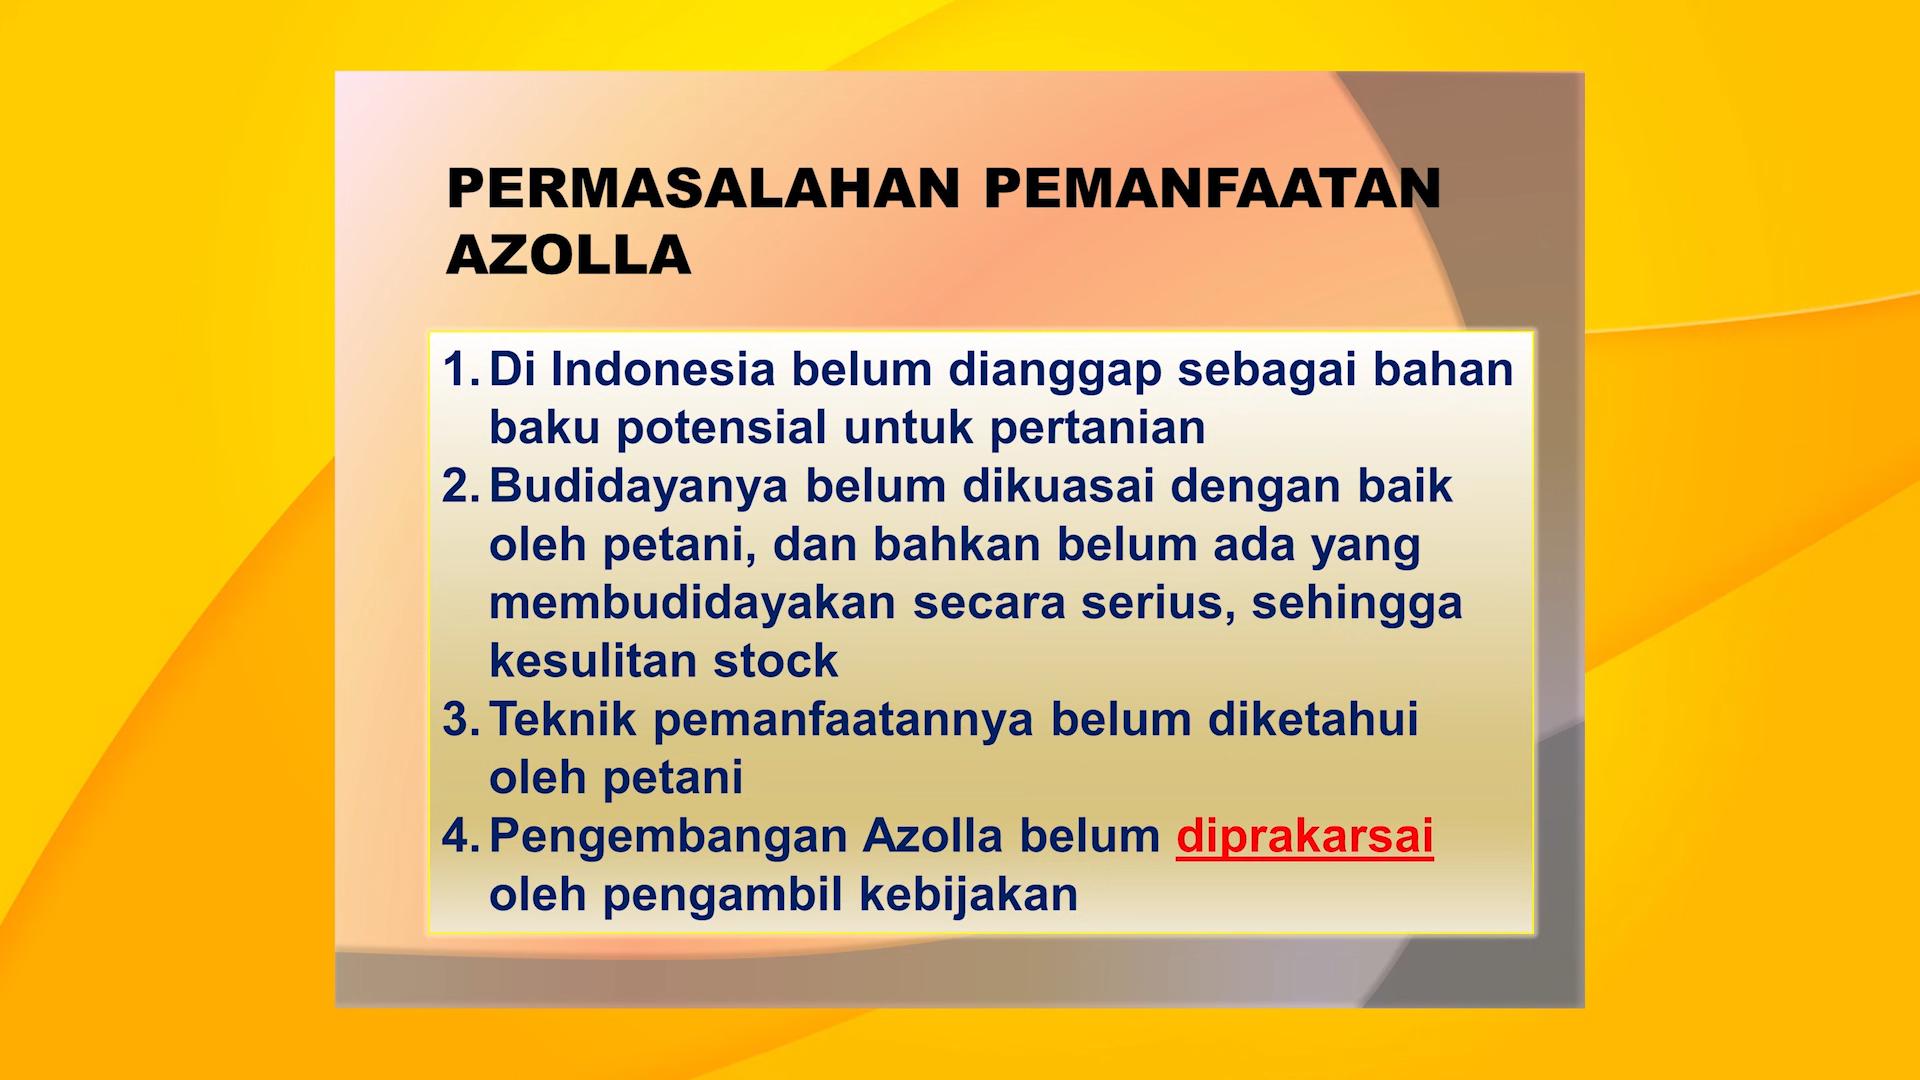 PERMASALAHAN PEMANFAATAN
AZOLLA
1. Di Indonesia belum dianggap sebagai bahan
baku potensial untuk pertanian
2. Budidayanya belum dikuasai dengan baik
oleh petani, dan bahkan belum ada yang
membudidayakan secara serius, sehingga
kesulitan stock
3. Teknik pemanfaatannya belum diketahui
oleh petani
4. Pengembangan Azolla belum diprakarsai
oleh pengambil kebijakan